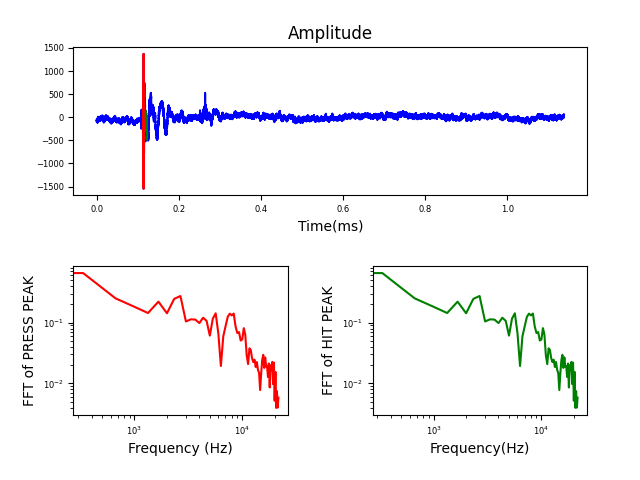 Amplitude
1500
1000
500
0
−500
−1000
−1500
0.0 0.2 0.4 0.6 0.8 1.0
Time(ms)
FFT of PRESS PEAK
10⁻¹
10⁻²
10³ 10⁴
Frequency (Hz)
FFT of HIT PEAK
10⁻¹
10⁻²
10³ 10⁴
Frequency(Hz)